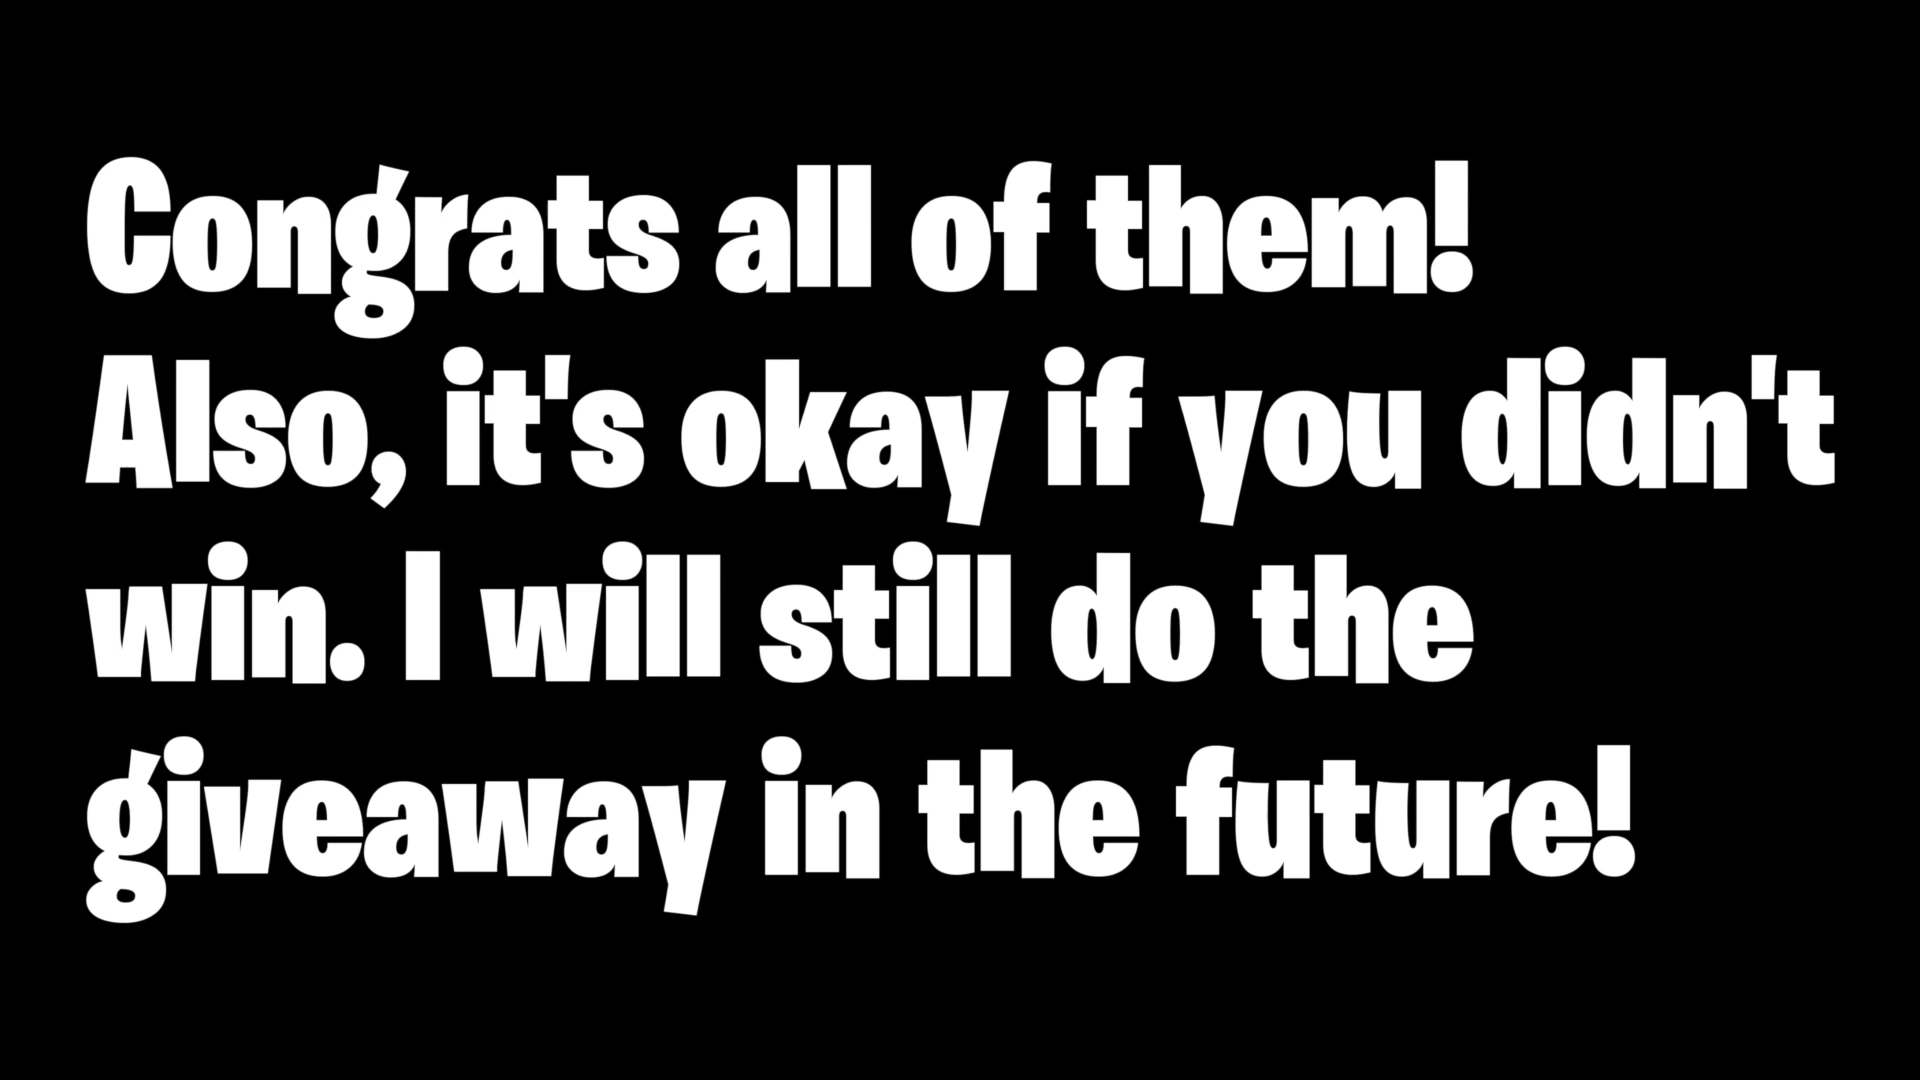 Congrats all of them!
Also, it's okay if you didn't
win. I will still do the
giveaway in the future!